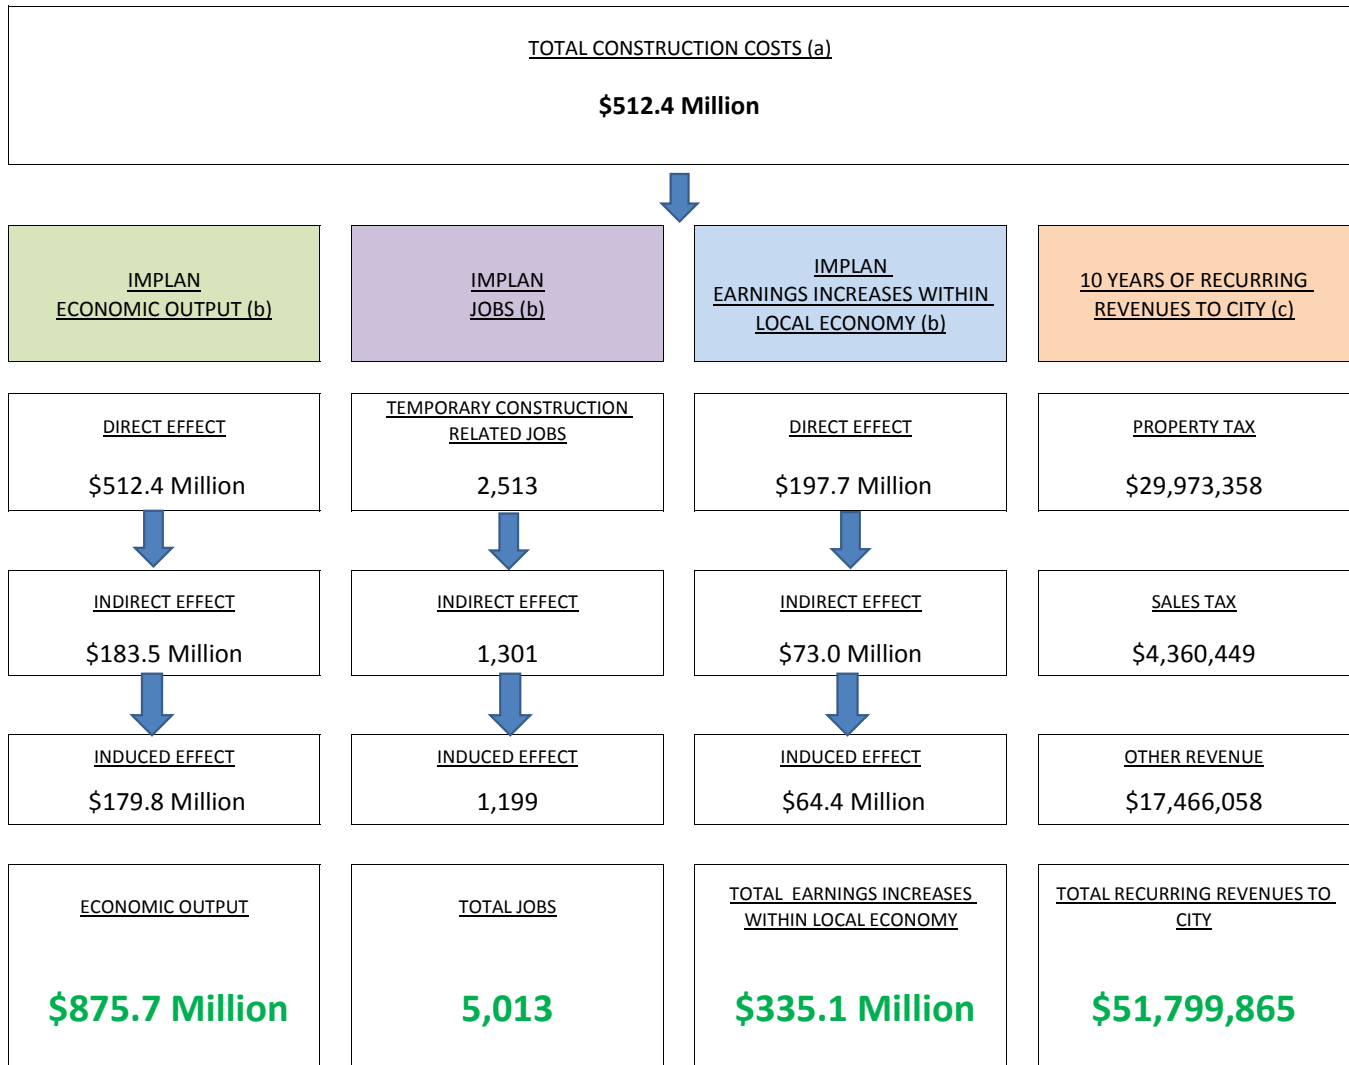 TOTAL CONSTRUCTION COSTS (a)
$512.4 Million
IMPLAN
ECONOMIC OUTPUT (b)
IMPLAN
JOBS (b)
IMPLAN
EARNINGS INCREASES WITHIN
LOCAL ECONOMY (b)
10 YEARS OF RECURRING
REVENUES TO CITY (c)
DIRECT EFFECT
$512.4 Million
TEMPORARY CONSTRUCTION
RELATED JOBS
2,513
DIRECT EFFECT
$197.7 Million
PROPERTY TAX
$29,973,358
INDIRECT EFFECT
$183.5 Million
INDIRECT EFFECT
1,301
INDIRECT EFFECT
$73.0 Million
SALES TAX
$4,360,449
INDUCED EFFECT
$179.8 Million
INDUCED EFFECT
1,199
INDUCED EFFECT
$64.4 Million
OTHER REVENUE
$17,466,058
ECONOMIC OUTPUT
$875.7 Million
TOTAL JOBS
5,013
TOTAL EARNINGS INCREASES
WITHIN LOCAL ECONOMY
$335.1 Million
TOTAL RECURRING REVENUES TO
CITY
$51,799,865